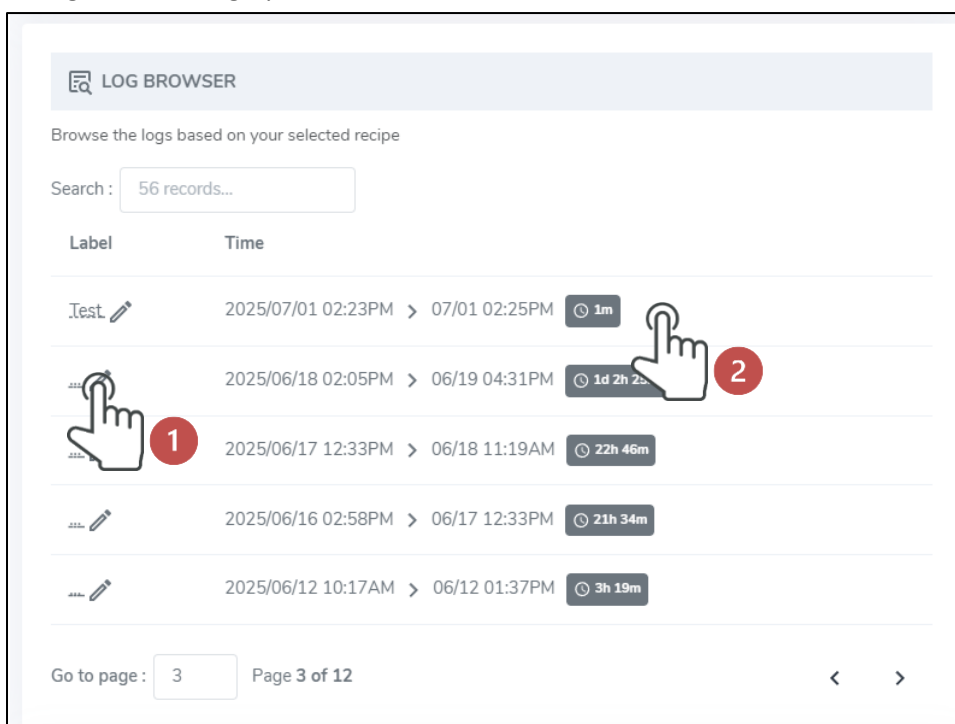 LOG BROWSER
Browse the logs based on your selected recipe
Search : 56 records...
Label Time
Test 2025/07/01 02:23PM > 07/01 02:25PM 1m
... 2025/06/18 02:05PM > 06/19 04:31PM 1d 2h
2
... 2025/06/17 12:33PM > 06/18 11:19AM 22h 46m
1
... 2025/06/16 02:58PM > 06/17 12:33PM 21h 34m
... 2025/06/12 10:17AM > 06/12 01:37PM 3h 19m
Go to page : 3 Page 3 of 12 < >